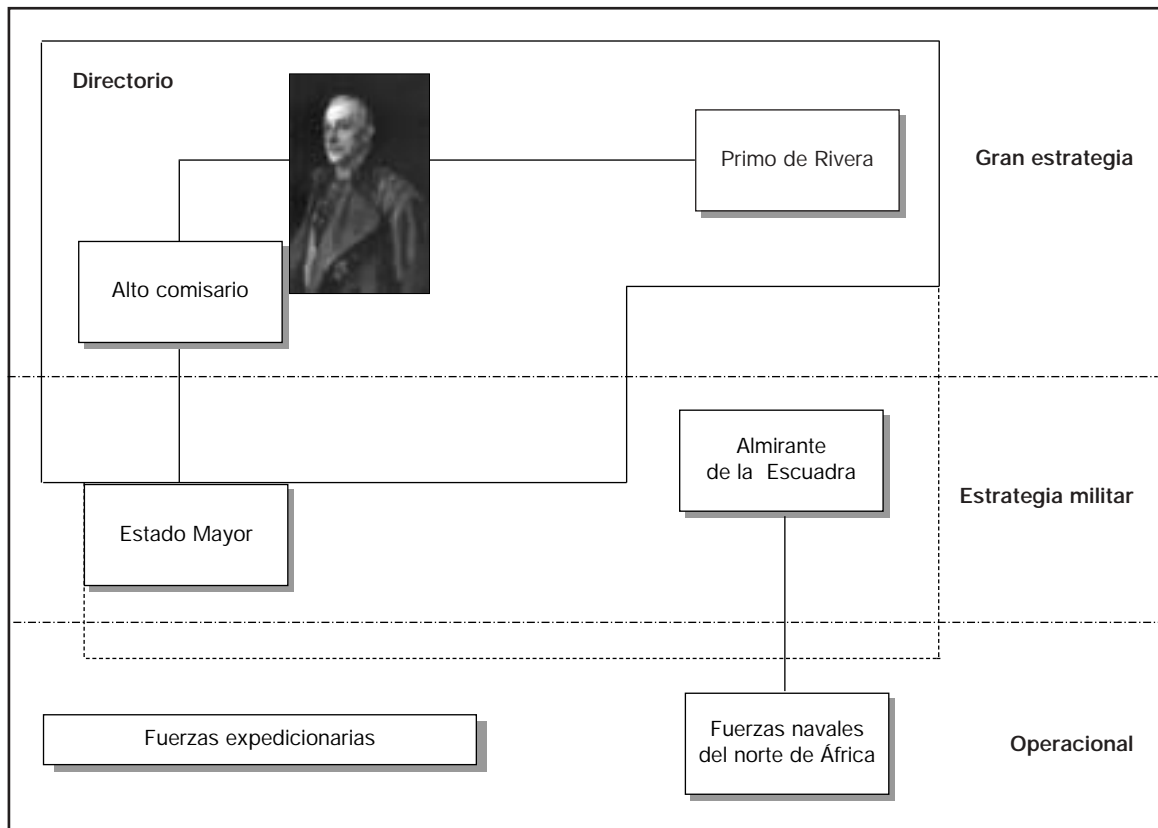 Directorio
Primo de Rivera
Gran estrategia
Alto comisario
Almirante
de la Escuadra
Estrategia militar
Estado Mayor
Fuerzas expedicionarias
Fuerzas navales
del norte de África
Operacional